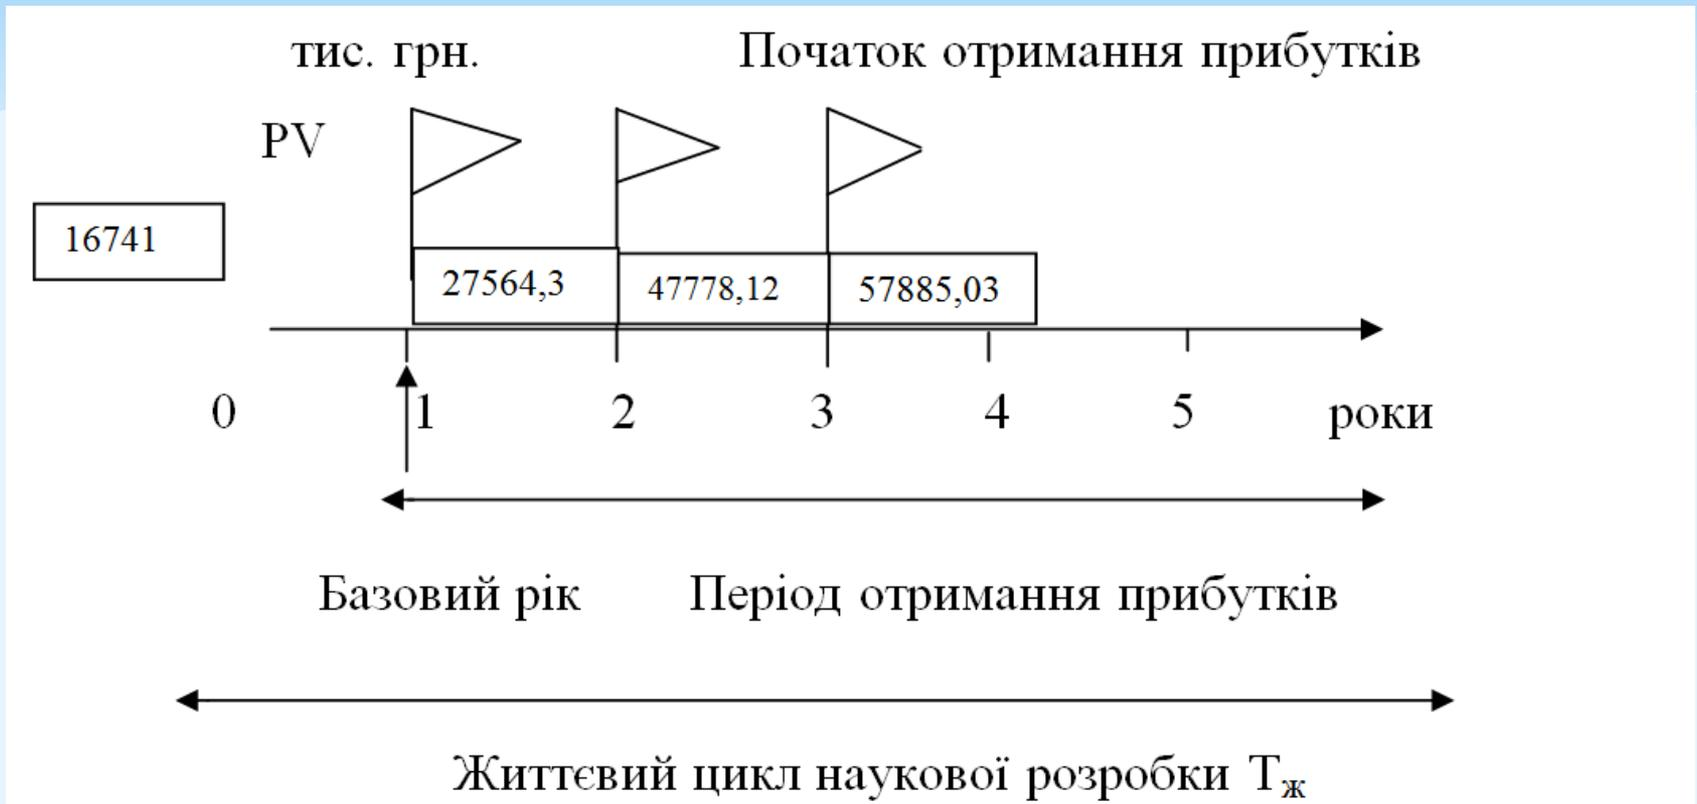 тис. грн. Початок отримання прибутків
PV
16741
27564,3 47778,12 57885,03
0 1 2 3 4 5 роки
Базовий рік Період отримання прибутків
Життєвий цикл наукової розробки Тж